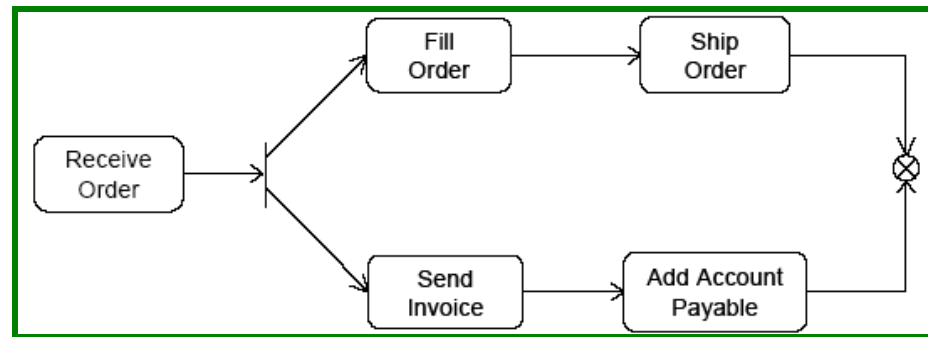 Receive
Order
Fill
Order
Ship
Order
Send
Invoice
Add Account
Payable